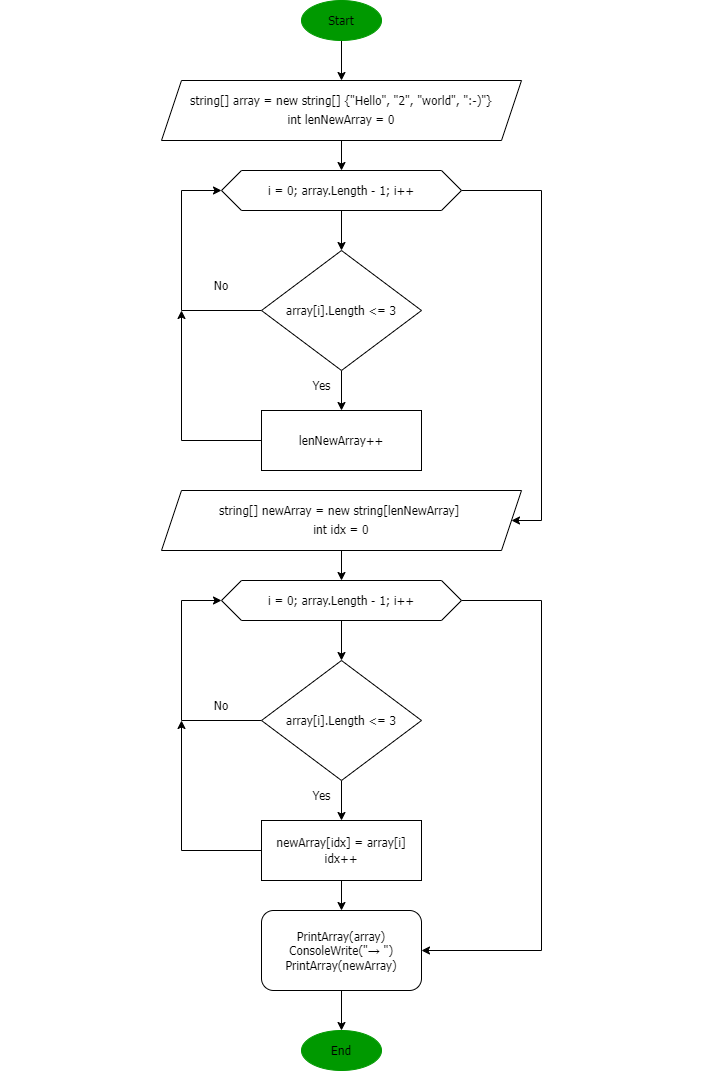 Start
string[] array = new string[] {"Hello", "2", "world", ":-)"}
int lenNewArray = 0
i = 0; array.Length - 1; i++
No
array[i].Length <= 3
Yes
lenNewArray++
string[] newArray = new string[lenNewArray]
int idx = 0
i = 0; array.Length - 1; i++
No
array[i].Length <= 3
Yes
newArray[idx] = array[i]
idx++
PrintArray(array)
ConsoleWrite("→ ")
PrintArray(newArray)
End